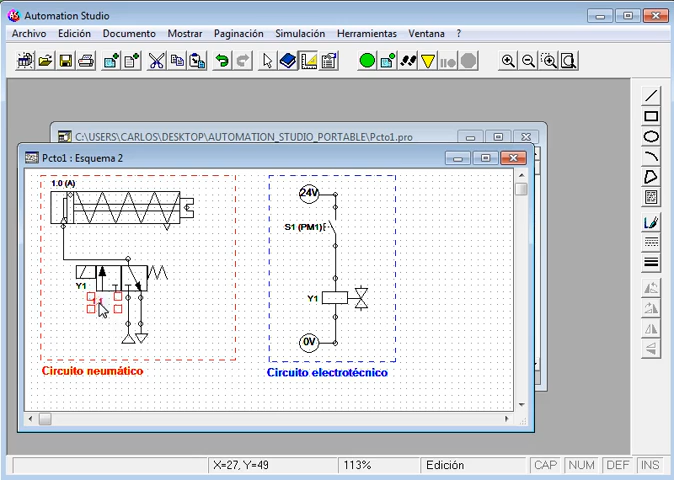 Automation Studio
Archivo Edición Documento Mostrar Paginación Simulación Herramientas Ventana ?
C:\USERS\CARLOS\DESKTOP\AUTOMATION_STUDIO_PORTABLE\Pcto1.pro
Pcto1 : Esquema 2
1.0 (A)
24V
S1 (PM1)
Y1
1.1
Y1
0V
Circuito neumático
Circuito electrotécnico
X=27, Y=49 113% Edición CAP NUM DEF INS